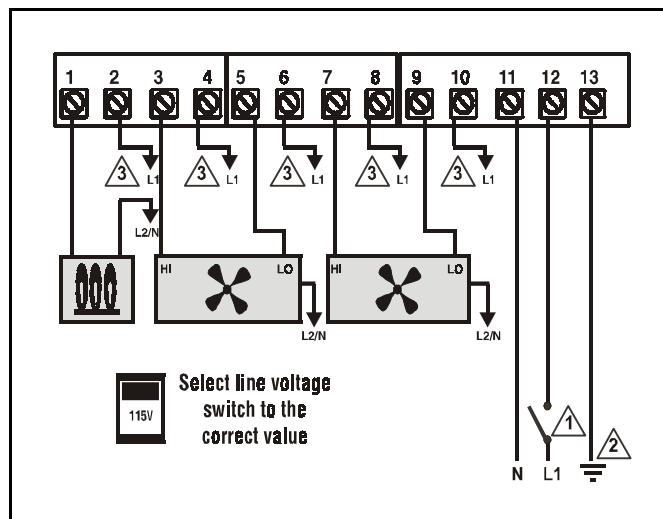 1 2 3 4 5 6 7 8 9 10 11 12 13
3 L1 3 L1 3 L1 3 L1 3 L1
L2/N
HI LO HI LO
L2/N L2/N
115V
Select line voltage
switch to the
correct value
1
2
N L1